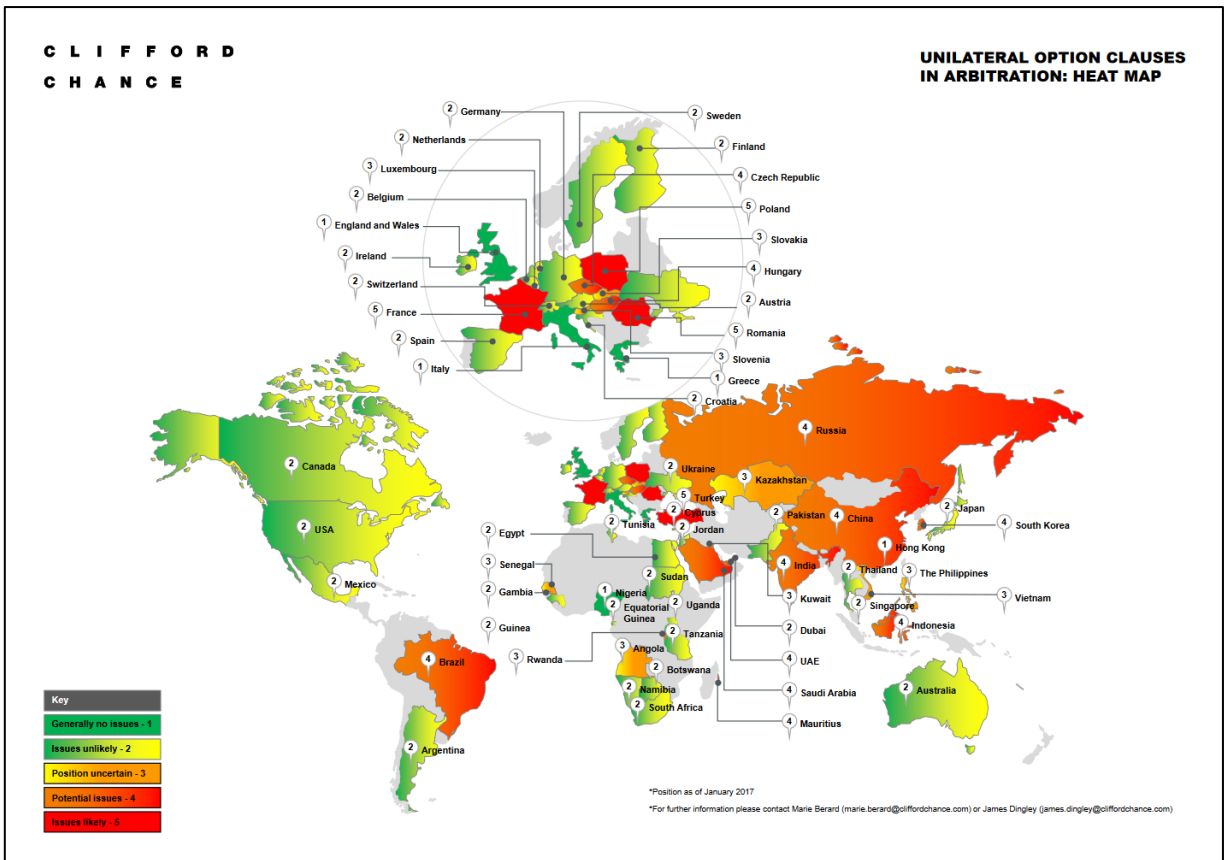 C L I F F O R D
C H A N C E
UNILATERAL OPTION CLAUSES
IN ARBITRATION: HEAT MAP
2 Germany
2 Netherlands
3 Luxembourg
2 Belgium
1 England and Wales
2 Ireland
2 Switzerland
5 France
2 Spain
1 Italy
2 Sweden
2 Finland
4 Czech Republic
5 Poland
3 Slovakia
4 Hungary
2 Austria
5 Romania
3 Slovenia
1 Greece
2 Croatia
2 Canada
2 USA
2 Mexico
4 Brazil
2 Argentina
4 Russia
2 Ukraine
3 Kazakhstan
5 Turkey
2 Cyprus
2 Tunisia
2 Jordan
2 Pakistan
4 China
2 Japan
4 South Korea
1 Hong Kong
4 India
2 Thailand
3 The Philippines
2 Singapore
3 Vietnam
4 Indonesia
2 Egypt
3 Senegal
2 Gambia
2 Guinea
3 Rwanda
2 Sudan
1 Nigeria
2 Equatorial
Guinea
2 Uganda
2 Tanzania
3 Angola
2 Botswana
2 Namibia
2 South Africa
3 Kuwait
2 Dubai
4 UAE
4 Saudi Arabia
4 Mauritius
2 Australia
Key
Generally no issues - 1
Issues unlikely - 2
Position uncertain - 3
Potential issues - 4
Issues likely - 5
*Position as of January 2017
*For further information please contact Marie Berard (marie.berard@cliffordchance.com) or James Dingley (james.dingley@cliffordchance.com)